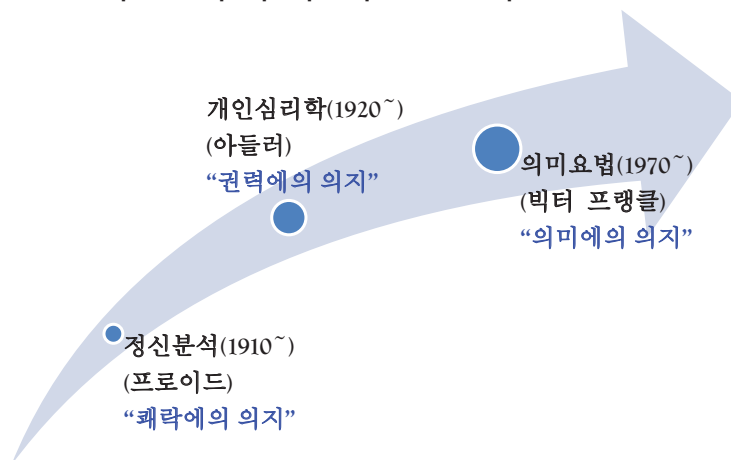 개인심리학(1920~)
(아들러)
“권력에의 의지”
의미요법(1970~)
(빅터 프랭클)
“의미에의 의지”
정신분석(1910~)
(프로이드)
“쾌락에의 의지”